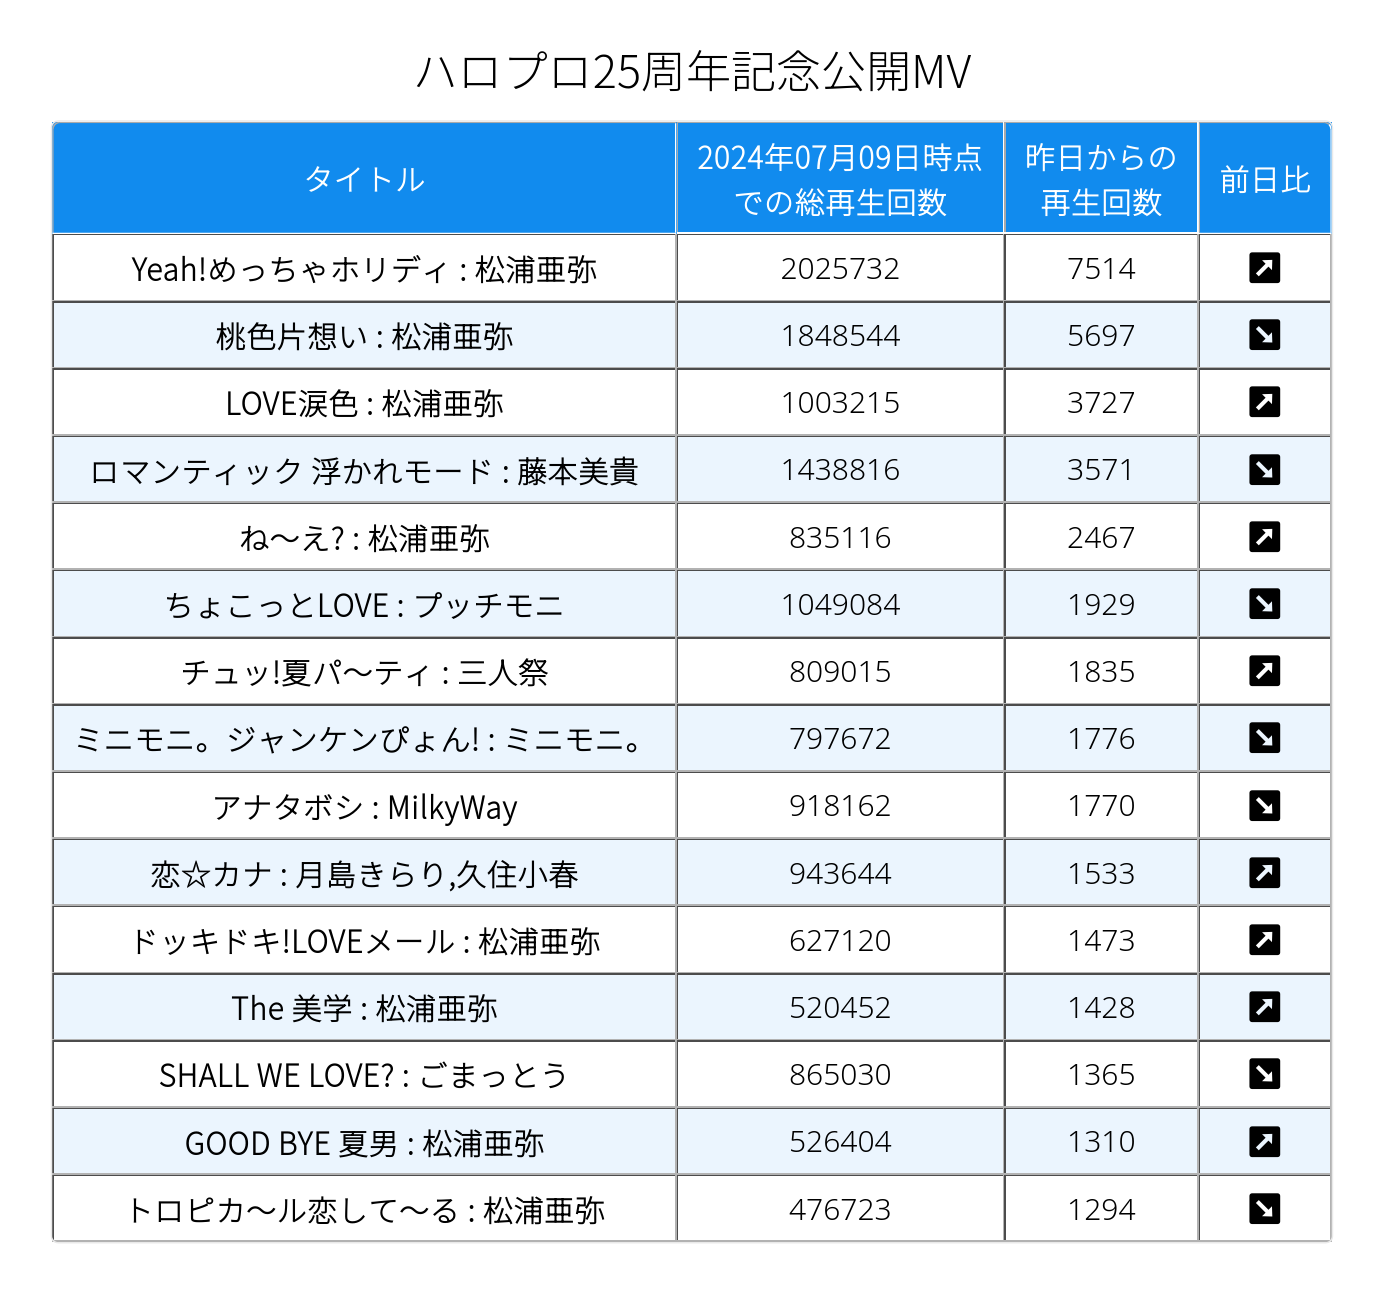 ハロプロ25周年記念公開MV
タイトル 2024年07月09日時点 昨日からの 前日比
での総再生回数 再生回数
Yeah!めっちゃホリディ : 松浦亜弥 2025732 7514 ↗
桃色片想い : 松浦亜弥 1848544 5697 ↘
LOVE涙色 : 松浦亜弥 1003215 3727 ↗
ロマンティック 浮かれモード : 藤本美貴 1438816 3571 ↘
ね〜え? : 松浦亜弥 835116 2467 ↗
ちょこっとLOVE : プッチモニ 1049084 1929 ↘
チュッ!夏パ〜ティ : 三人祭 809015 1835 ↗
ミニモニ。ジャンケンぴょん! : ミニモニ。 797672 1776 ↘
アナタボシ : MilkyWay 918162 1770 ↘
恋☆カナ : 月島きらり,久住小春 943644 1533 ↗
ドッキドキ!LOVEメール : 松浦亜弥 627120 1473 ↗
The 美学 : 松浦亜弥 520452 1428 ↗
SHALL WE LOVE? : ごまっとう 865030 1365 ↘
GOOD BYE 夏男 : 松浦亜弥 526404 1310 ↗
トロピカ〜ル恋して〜る : 松浦亜弥 476723 1294 ↘